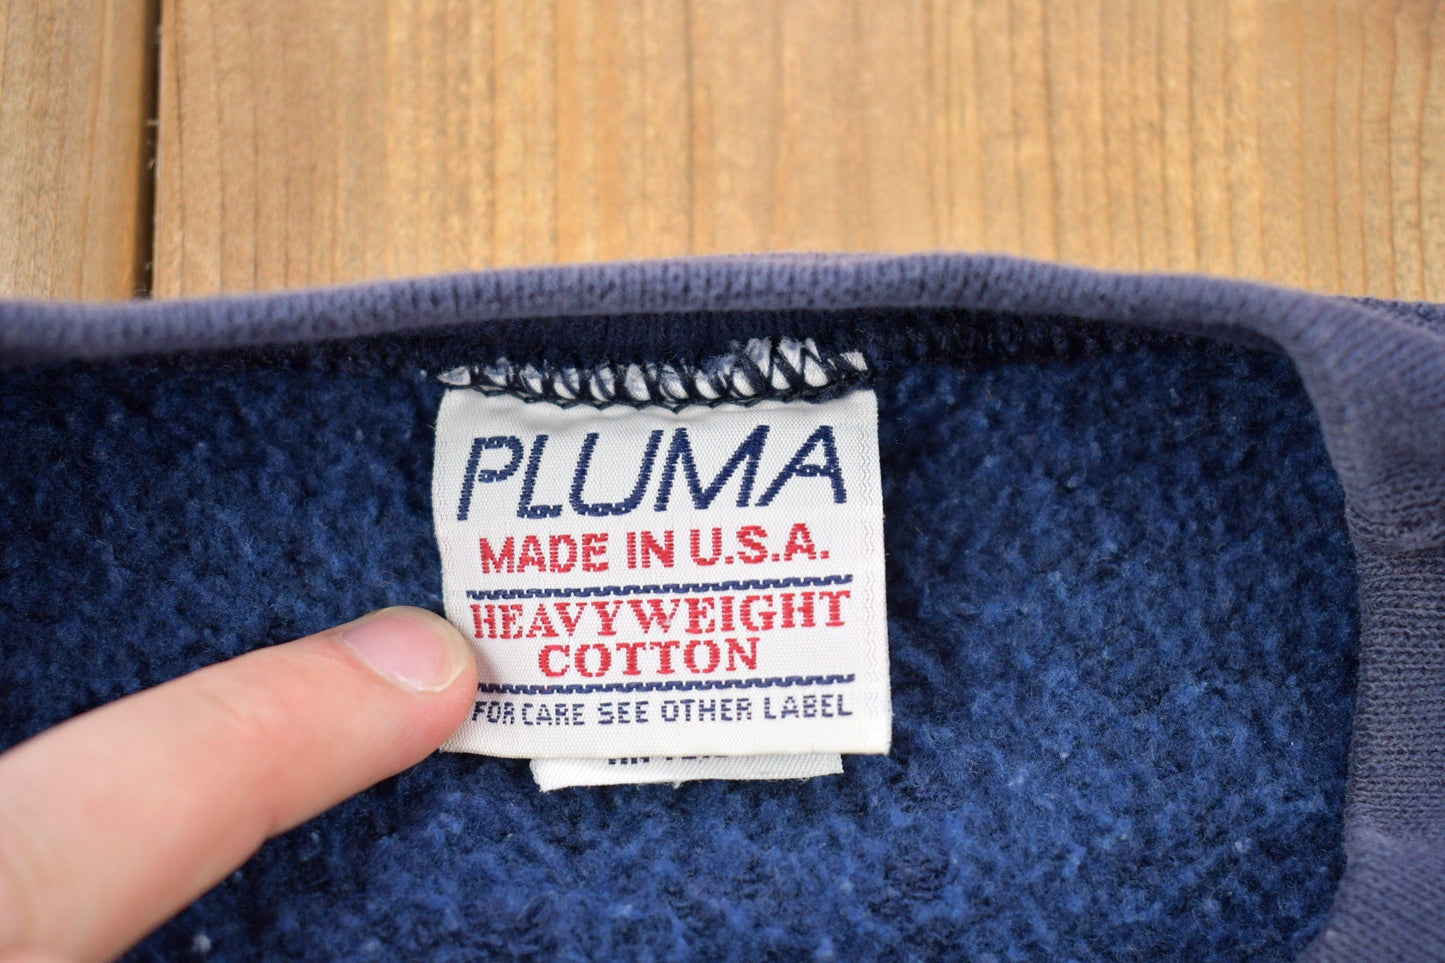 PLUMA
MADE IN U.S.A.
HEAVYWEIGHT
COTTON
FOR CARE SEE OTHER LABEL